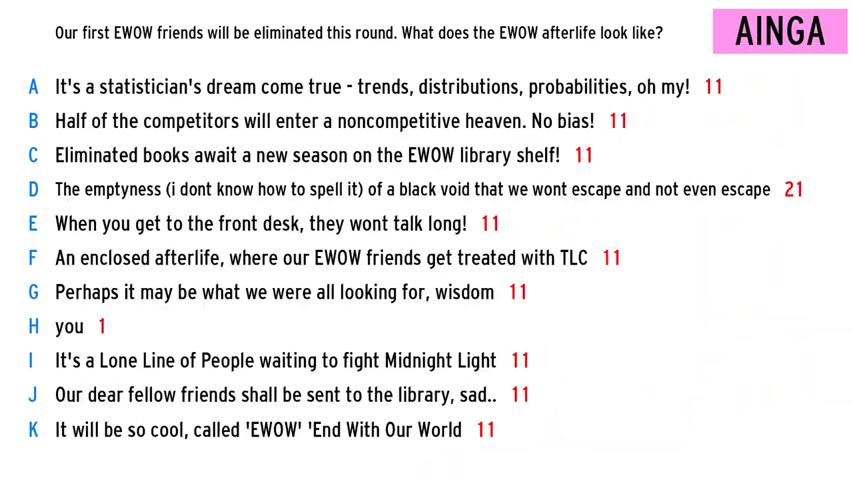 Our first EWOW friends will be eliminated this round. What does the EWOW afterlife look like?
AINGA
A It's a statistician's dream come true - trends, distributions, probabilities, oh my! 11
B Half of the competitors will enter a noncompetitive heaven. No bias! 11
C Eliminated books await a new season on the EWOW library shelf! 11
D The emptyness (i dont know how to spell it) of a black void that we wont escape and not even escape 21
E When you get to the front desk, they wont talk long! 11
F An enclosed afterlife, where our EWOW friends get treated with TLC 11
G Perhaps it may be what we were all looking for, wisdom 11
H you 1
I It's a Lone Line of People waiting to fight Midnight Light 11
J Our dear fellow friends shall be sent to the library, sad.. 11
K It will be so cool, called 'EWOW' 'End With Our World 11